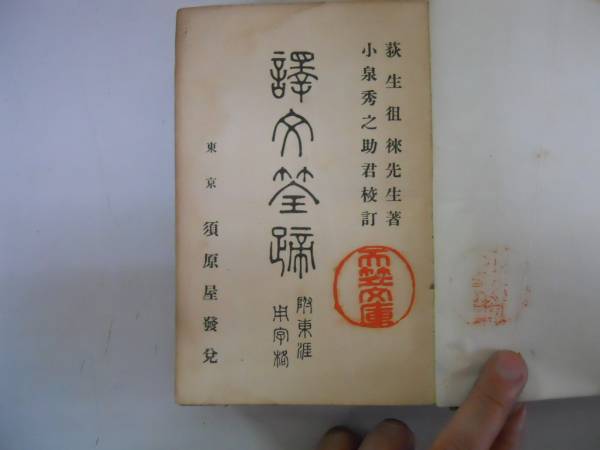 荻生徂徠先生著
小泉秀之助君校訂
譯文筌蹄
附東涯
用字格
東京 須原屋發兌